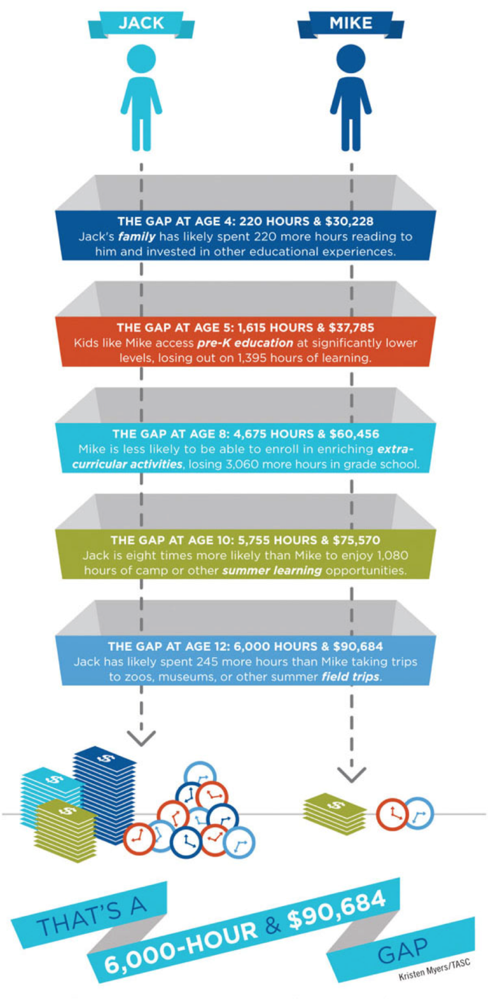 JACK
MIKE
THE GAP AT AGE 4: 220 HOURS & $30,228
Jack's family has likely spent 220 more hours reading to
him and invested in other educational experiences.
THE GAP AT AGE 5: 1,615 HOURS & $37,785
Kids like Mike access pre-K education at significantly lower
levels, losing out on 1,395 hours of learning.
THE GAP AT AGE 8: 4,675 HOURS & $60,456
Mike is less likely to be able to enroll in enriching extra-
curricular activities, losing 3,060 more hours in grade school.
THE GAP AT AGE 10: 5,755 HOURS & $75,570
Jack is eight times more likely than Mike to enjoy 1,080
hours of camp or other summer learning opportunities.
THE GAP AT AGE 12: 6,000 HOURS & $90,684
Jack has likely spent 245 more hours than Mike taking trips
to zoos, museums, or other summer field trips.
$
$
$
$
THAT'S A
6,000-HOUR & $90,684
GAP
Kristen Myers/TASC